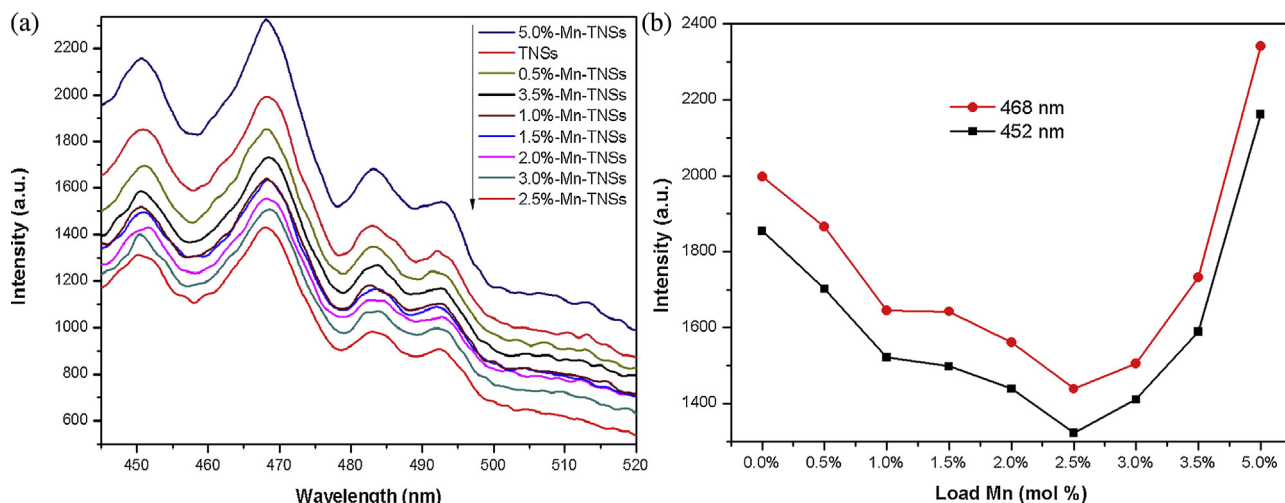 (a)
Intensity (a.u.)
2200
2000
1800
1600
1400
1200
1000
800
600
450
460
470
480
490
500
510
520
Wavelength (nm)
5.0%-Mn-TNSs
TNSs
0.5%-Mn-TNSs
3.5%-Mn-TNSs
1.0%-Mn-TNSs
1.5%-Mn-TNSs
2.0%-Mn-TNSs
3.0%-Mn-TNSs
2.5%-Mn-TNSs
(b)
Intensity (a.u.)
2400
2200
2000
1800
1600
1400
468 nm
452 nm
0.0%
0.5%
1.0%
1.5%
2.0%
2.5%
3.0%
3.5%
5.0%
Load Mn (mol %)